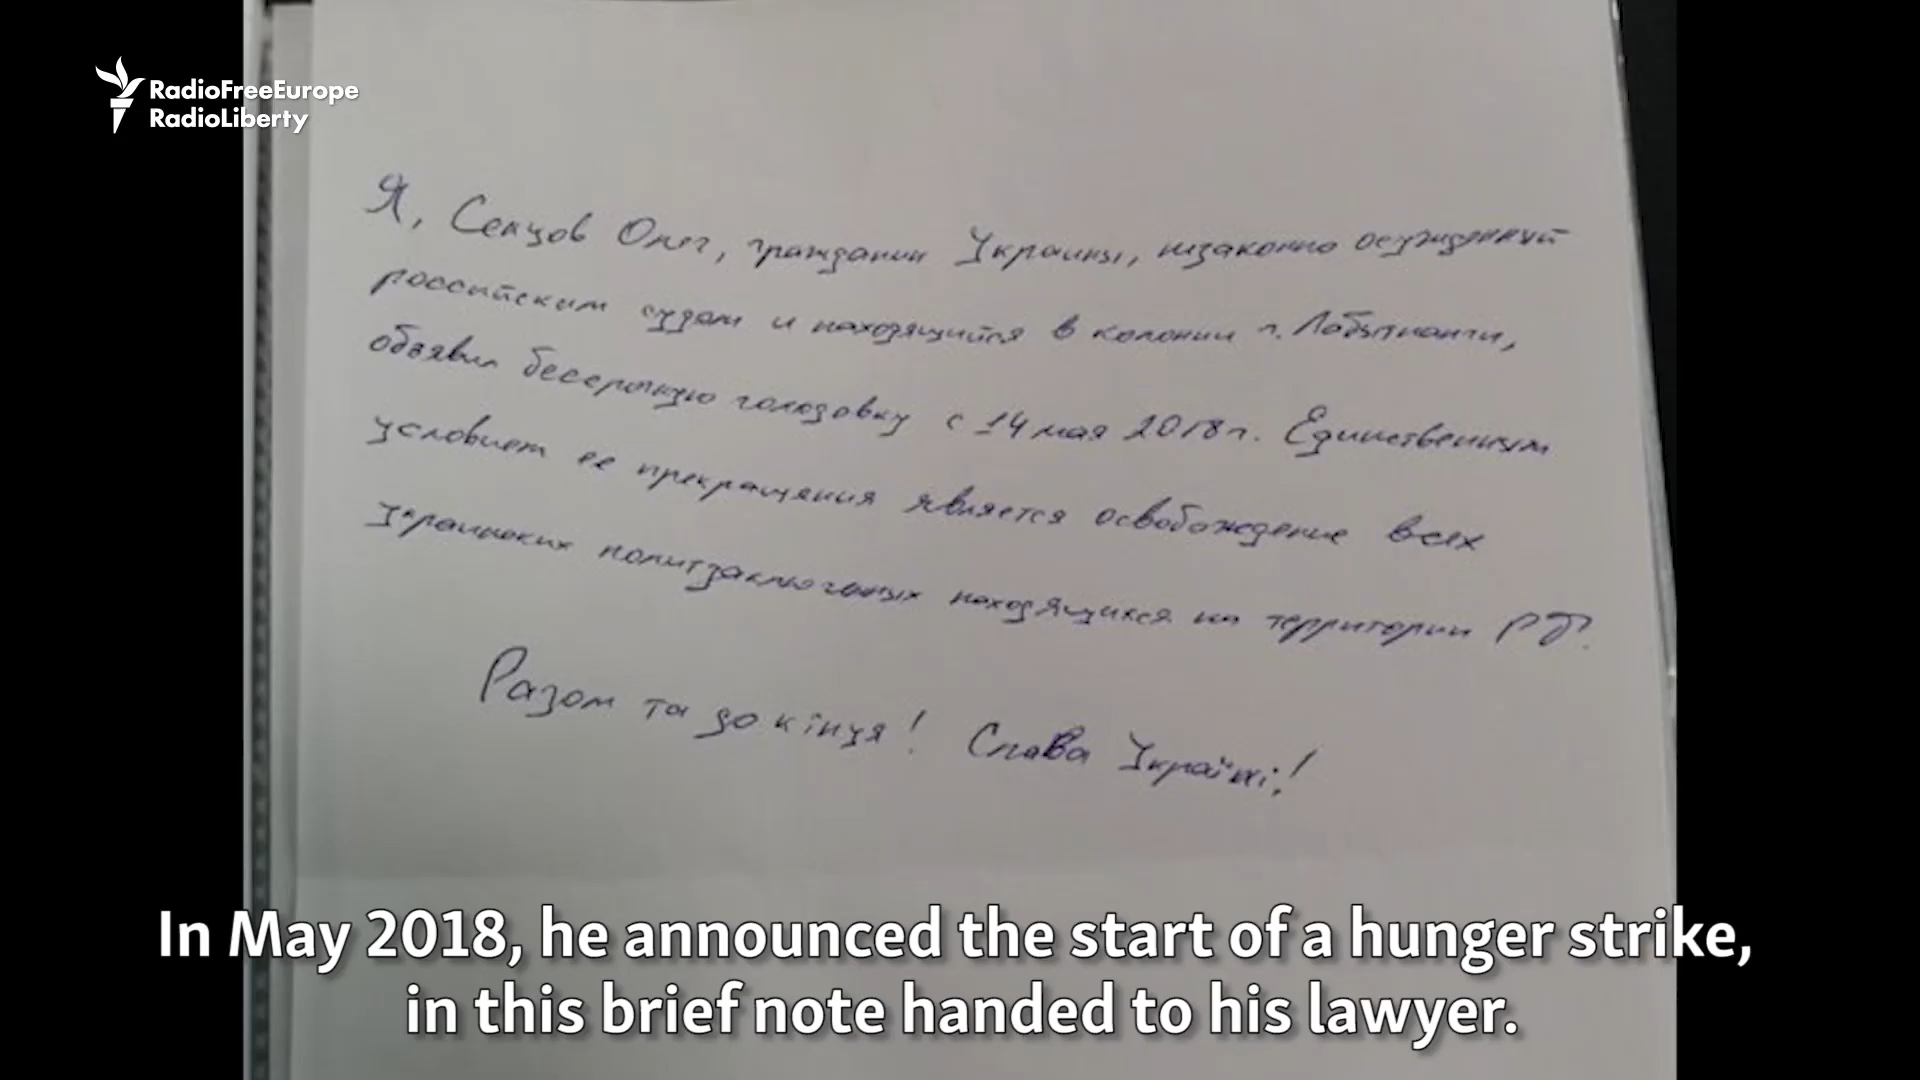 RadioFreeEurope
RadioLiberty
Я, Сенцов Олег, гражданин Украины, незаконно осужденный
российским судом и находящийся в колонии г. Лабытнанги,
объявил бессрочную голодовку с 14 мая 2018 г. Единственным
условием ее прекращения является освобождение всех
украинских политзаключенных находящихся на территории РФ.
Разом та до кінця! Слава Україні!
In May 2018, he announced the start of a hunger strike,
in this brief note handed to his lawyer.